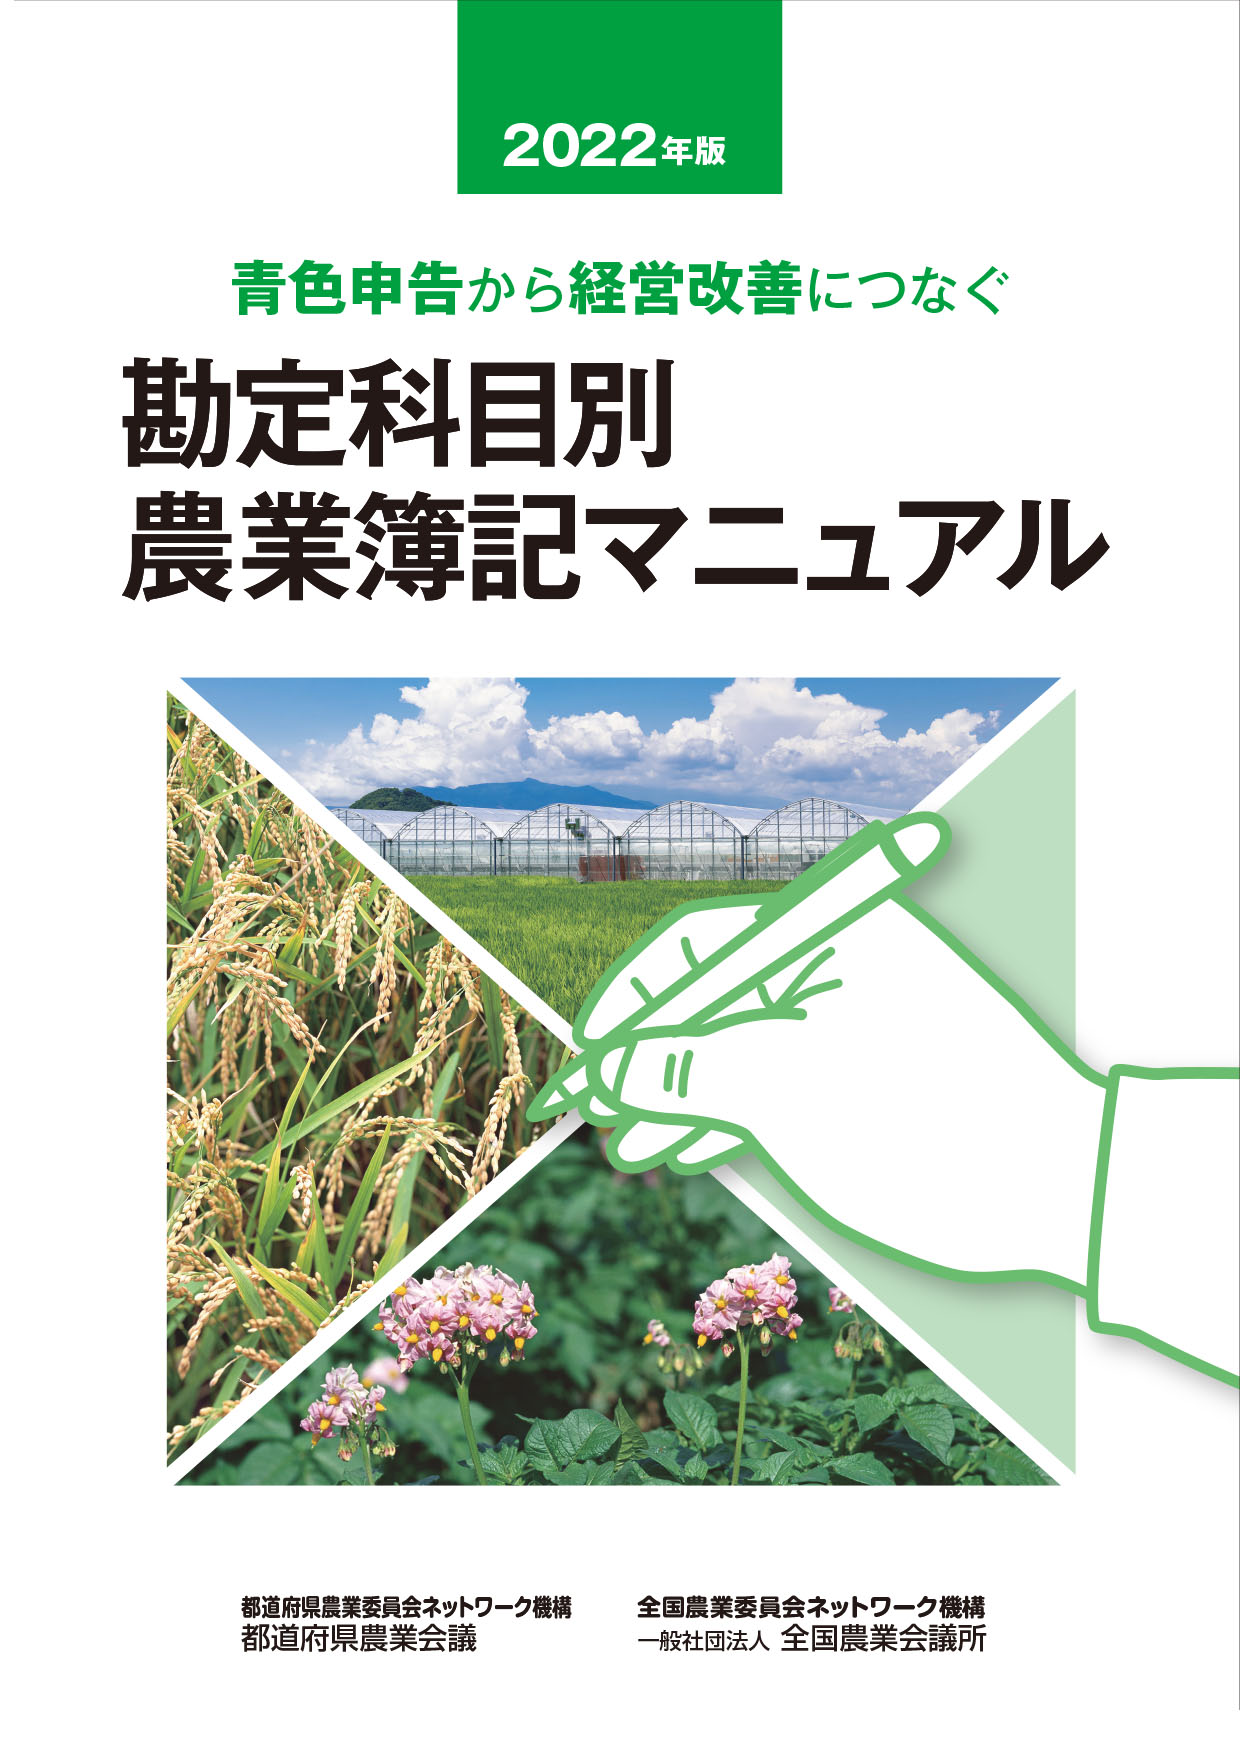 2022年版
青色申告から経営改善につなぐ
勘定科目別
農業簿記マニュアル
都道府県農業委員会ネットワーク機構
都道府県農業会議
全国農業委員会ネットワーク機構
一般社団法人 全国農業会議所